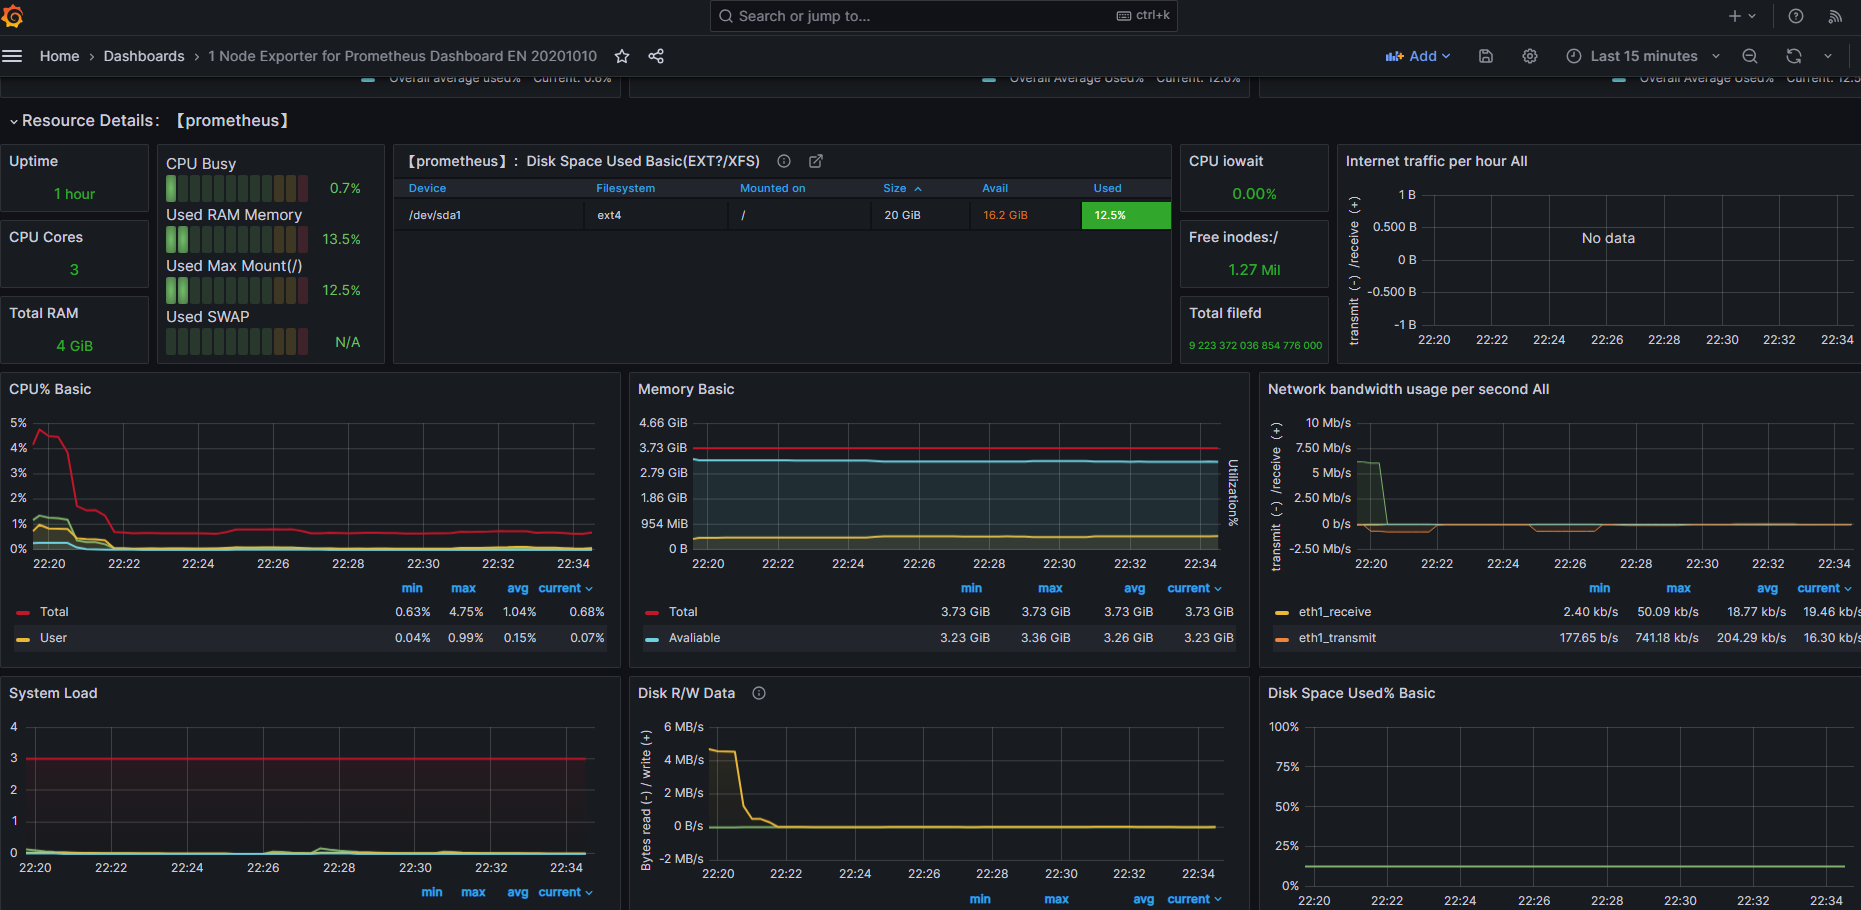 Search or jump to...
ctrl+k
Home › Dashboards › 1 Node Exporter for Prometheus Dashboard EN 20201010
Add
Last 15 minutes
Overall average used% Current: 0.6%
Overall Average Used% Current: 12.6%
Overall Average Used% Current: 12.5
Resource Details: 【prometheus】
Uptime
1 hour
CPU Cores
3
Total RAM
4 GiB
CPU Busy
0.7%
Used RAM Memory
13.5%
Used Max Mount(/)
12.5%
Used SWAP
N/A
【prometheus】: Disk Space Used Basic(EXT?/XFS)
Device Filesystem Mounted on Size Avail Used
/dev/sda1 ext4 / 20 GiB 16.2 GiB 12.5%
CPU iowait
0.00%
Free inodes:/
1.27 Mil
Total filefd
9 223 372 036 854 776 000
Internet traffic per hour All
transmit (-) /receive (+)
1 B
0.500 B
0 B
-0.500 B
-1 B
No data
22:20 22:22 22:24 22:26 22:28 22:30 22:32 22:34
CPU% Basic
5%
4%
3%
2%
1%
0%
22:20 22:22 22:24 22:26 22:28 22:30 22:32 22:34
min max avg current
Total 0.63% 4.75% 1.04% 0.68%
User 0.04% 0.99% 0.15% 0.07%
Memory Basic
4.66 GiB
3.73 GiB
2.79 GiB
1.86 GiB
954 MiB
0 B
Utilization%
22:20 22:22 22:24 22:26 22:28 22:30 22:32 22:34
min max avg current
Total 3.73 GiB 3.73 GiB 3.73 GiB 3.73 GiB
Avaliable 3.23 GiB 3.36 GiB 3.26 GiB 3.23 GiB
Network bandwidth usage per second All
transmit (-) /receive (+)
10 Mb/s
7.50 Mb/s
5 Mb/s
2.50 Mb/s
0 b/s
-2.50 Mb/s
22:20 22:22 22:24 22:26 22:28 22:30 22:32 22:34
min max avg current
eth1_receive 2.40 kb/s 50.09 kb/s 18.77 kb/s 19.46 kb/s
eth1_transmit 177.65 b/s 741.18 kb/s 204.29 kb/s 16.30 kb/s
System Load
4
3
2
1
0
22:20 22:22 22:24 22:26 22:28 22:30 22:32 22:34
min max avg current
Disk R/W Data
Bytes read (-) / write (+)
6 MB/s
4 MB/s
2 MB/s
0 B/s
-2 MB/s
22:20 22:22 22:24 22:26 22:28 22:30 22:32 22:34
min max avg current
Disk Space Used% Basic
100%
75%
50%
25%
0%
22:20 22:22 22:24 22:26 22:28 22:30 22:32 22:34